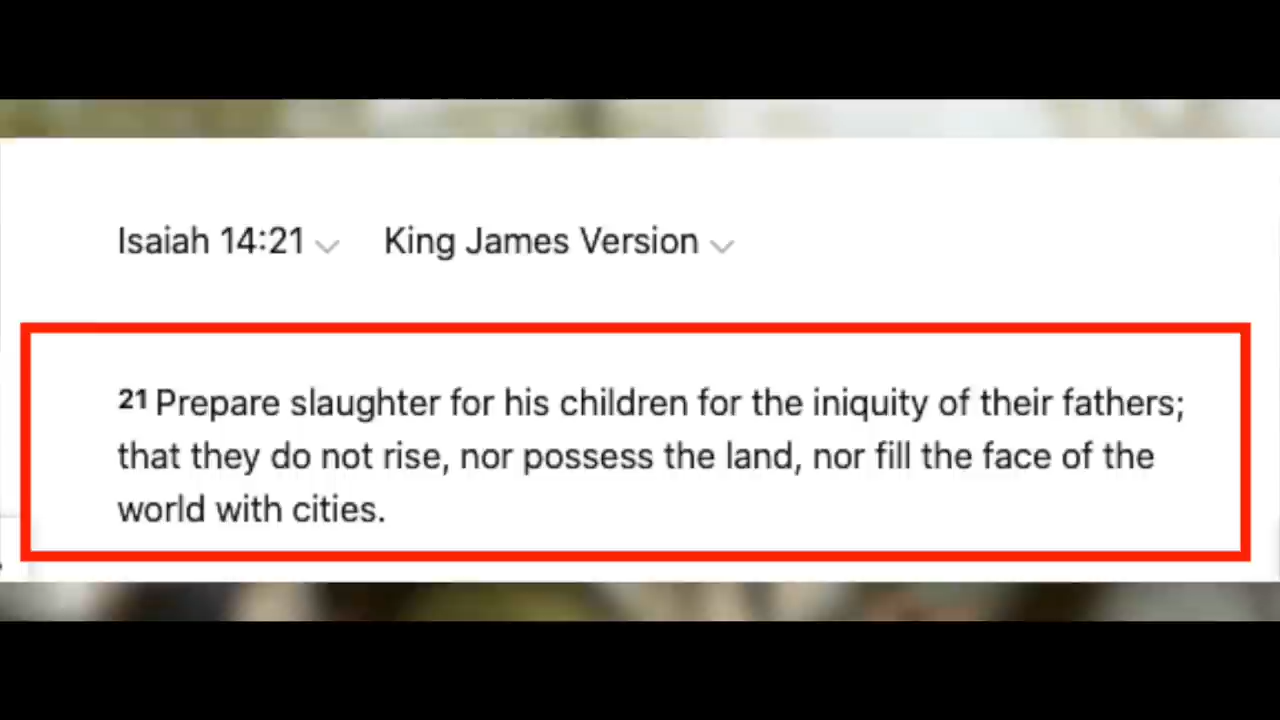 Isaiah 14:21 King James Version
21 Prepare slaughter for his children for the iniquity of their fathers;
that they do not rise, nor possess the land, nor fill the face of the
world with cities.